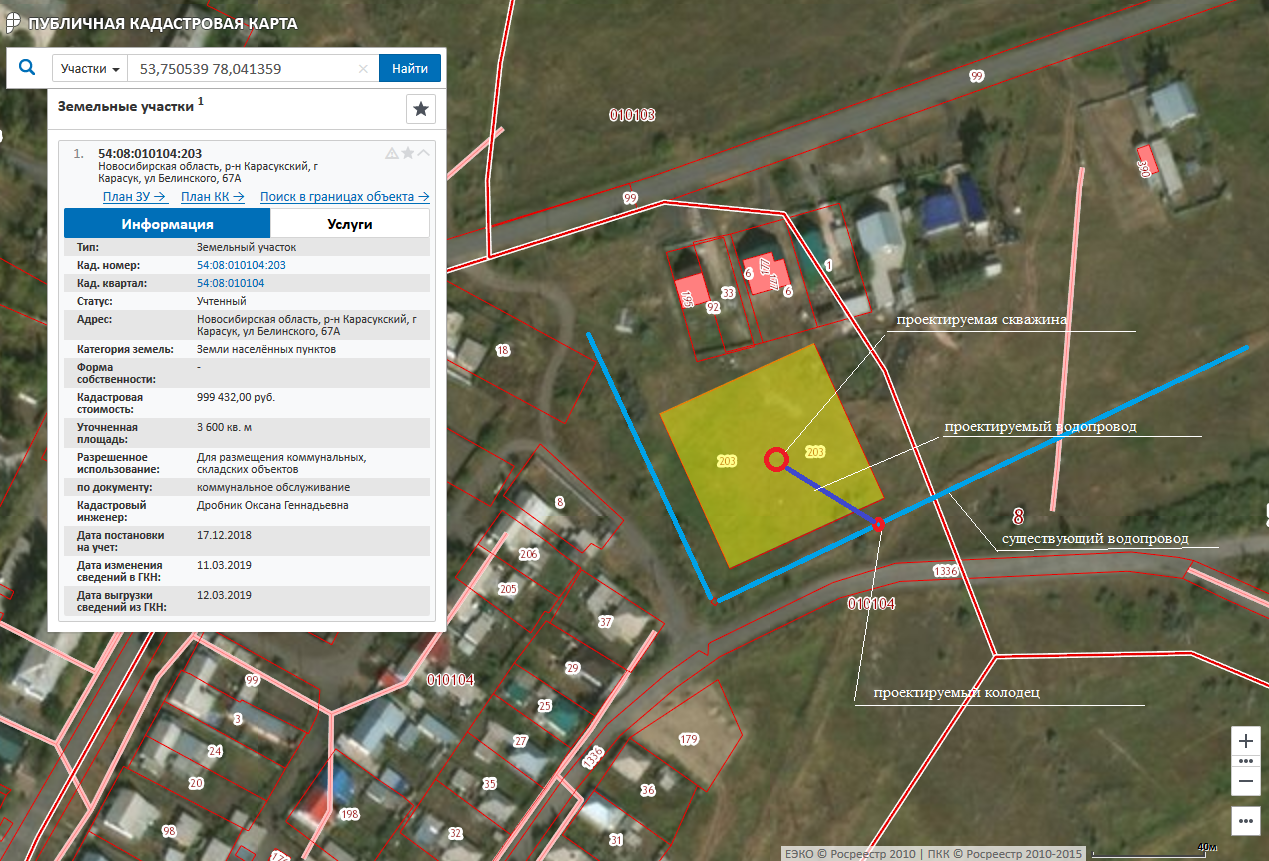 ПУБЛИЧНАЯ КАДАСТРОВАЯ КАРТА
Участки
53,750539 78,041359
Найти
Земельные участки 1
1.
54:08:010104:203
Новосибирская область, р-н Карасукский, г
Карасук, ул Белинского, 67А
План ЗУ →
План КК →
Поиск в границах объекта →
Информация
Услуги
Тип: Земельный участок
Кад. номер: 54:08:010104:203
Кад. квартал: 54:08:010104
Статус: Учтенный
Адрес: Новосибирская область, р-н Карасукский, г
Карасук, ул Белинского, 67А
Категория земель: Земли населённых пунктов
Форма -
собственности:
Кадастровая 999 432,00 руб.
стоимость:
Уточненная 3 600 кв. м
площадь:
Разрешенное Для размещения коммунальных,
использование: складских объектов
по документу: коммунальное обслуживание
Кадастровый Дробник Оксана Геннадьевна
инженер:
Дата постановки 17.12.2018
на учет:
Дата изменения 11.03.2019
сведений в ГКН:
Дата выгрузки 12.03.2019
сведений из ГКН:
99
010103
390
99
1
6
177
177
6
33
195
92
проектируемая скважина
18
проектируемый водопровод
203
203
8
8
существующий водопровод
206
1336
205
010104
37
29
010104
99
проектируемый колодец
25
3
27
179
24
1336
20
35
36
198
98
32
31
40м
ЕЭКО © Росреестр 2010 | ПКК © Росреестр 2010-2015